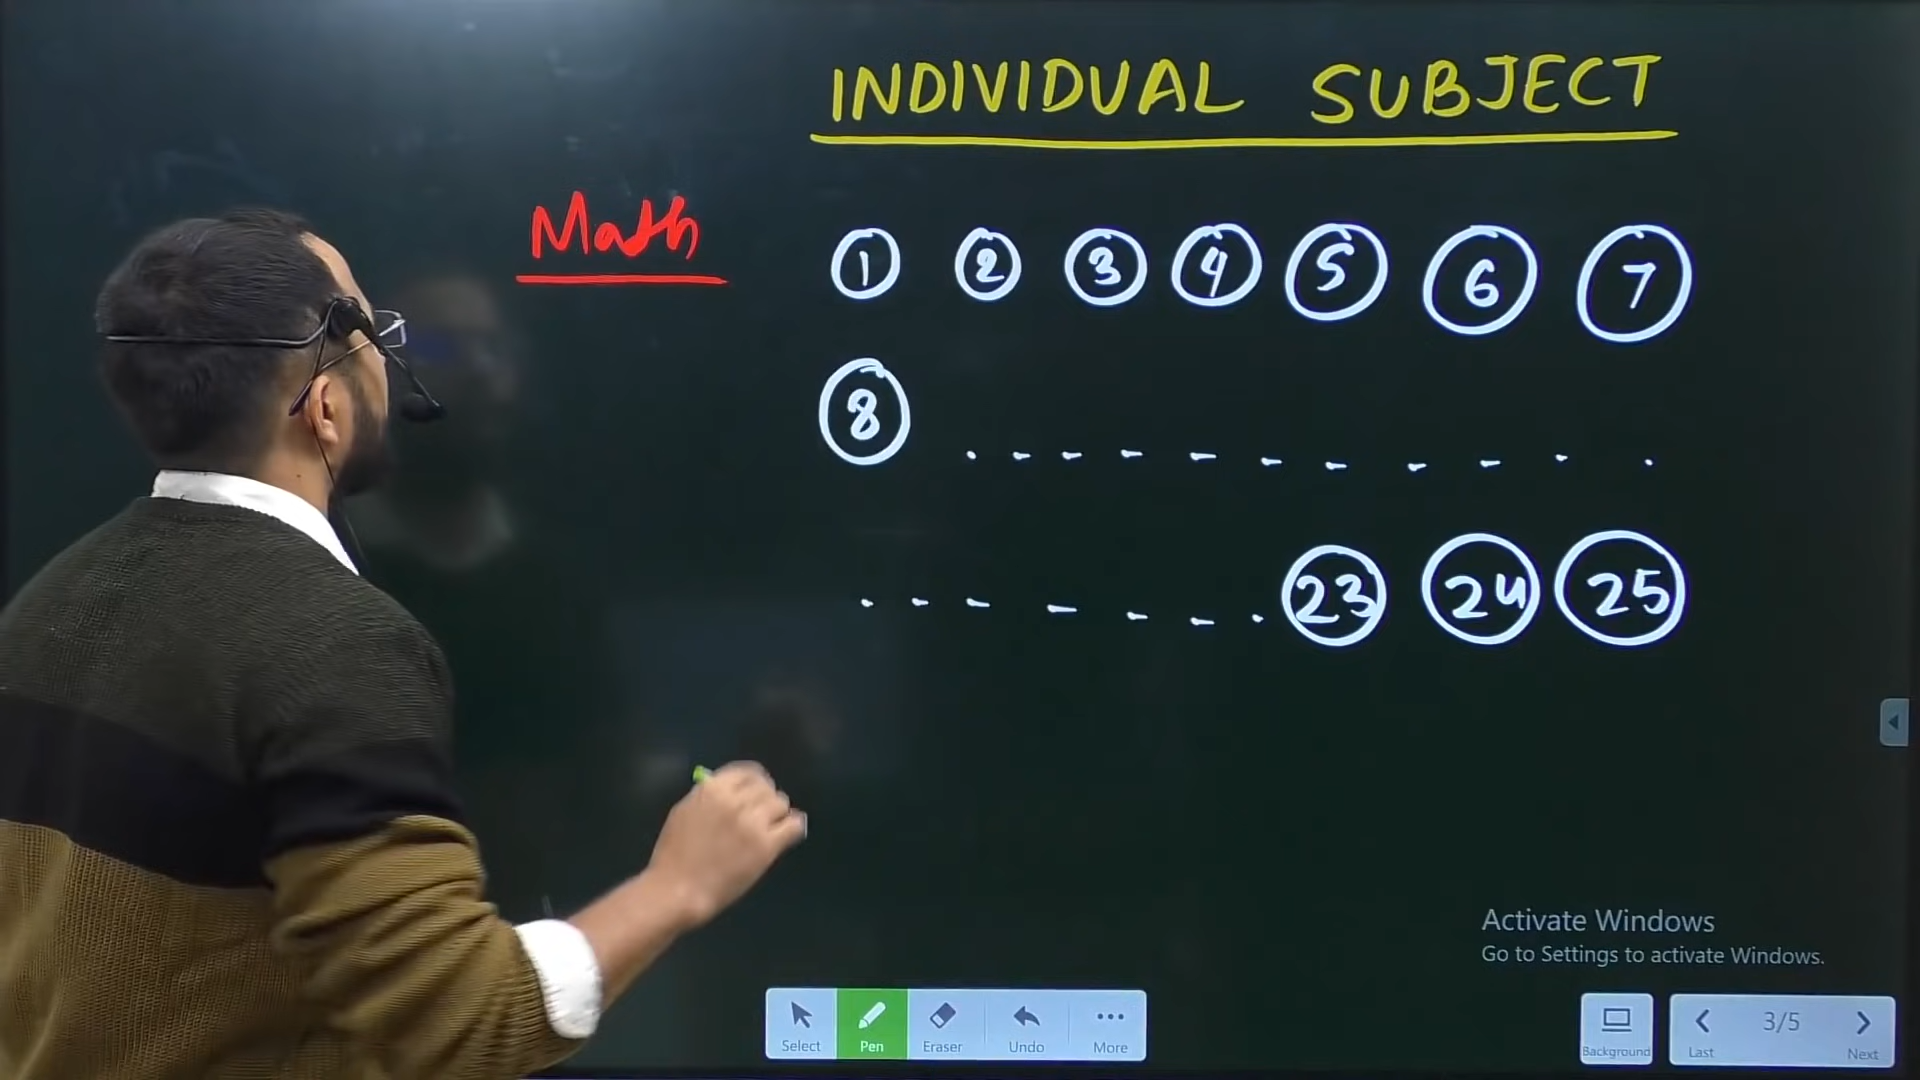 INDIVIDUAL SUBJECT
Math
1 2 3 4 5 6 7
8 . - - - - - - - - . .
. - - - - - . 23 24 25
Activate Windows
Go to Settings to activate Windows.
Select Pen Eraser Undo More
Background
Last 3/5 Next